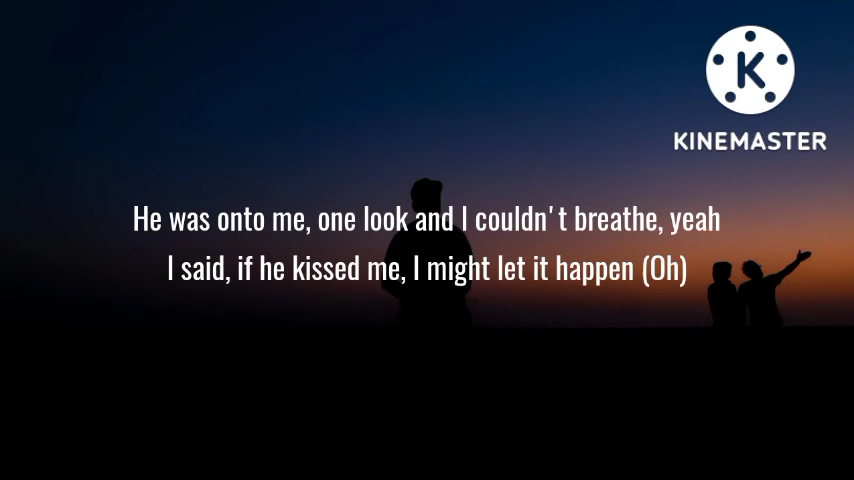 KINEMASTER
He was onto me, one look and I couldn't breathe, yeah
I said, if he kissed me, I might let it happen (Oh)